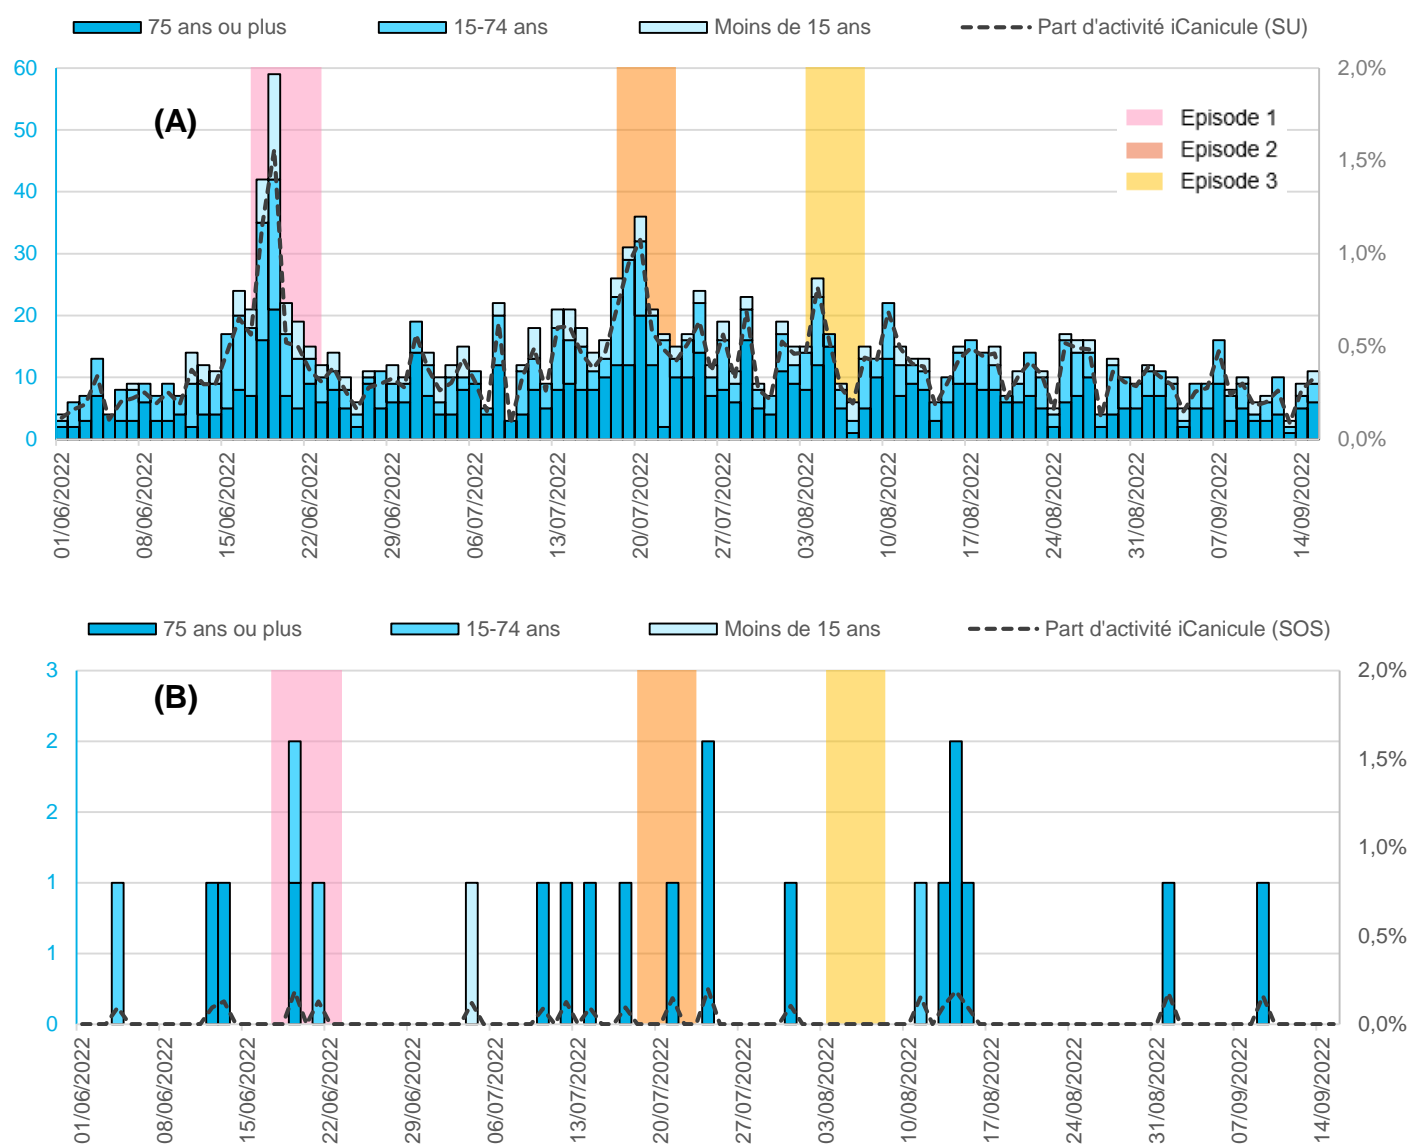 75 ans ou plus 15-74 ans Moins de 15 ans Part d'activité iCanicule (SU)
60 2,0%
(A)
Episode 1
50
Episode 2
1,5%
Episode 3
40
30 1,0%
20
0,5%
10
0 0,0%
01/06/2022 08/06/2022 15/06/2022 22/06/2022 29/06/2022 06/07/2022 13/07/2022 20/07/2022 27/07/2022 03/08/2022 10/08/2022 17/08/2022 24/08/2022 31/08/2022 07/09/2022 14/09/2022
75 ans ou plus 15-74 ans Moins de 15 ans Part d'activité iCanicule (SOS)
3 2,0%
(B)
2 1,5%
2
1,0%
1
0,5%
1
0 0,0%
01/06/2022 08/06/2022 15/06/2022 22/06/2022 29/06/2022 06/07/2022 13/07/2022 20/07/2022 27/07/2022 03/08/2022 10/08/2022 17/08/2022 24/08/2022 31/08/2022 07/09/2022 14/09/2022